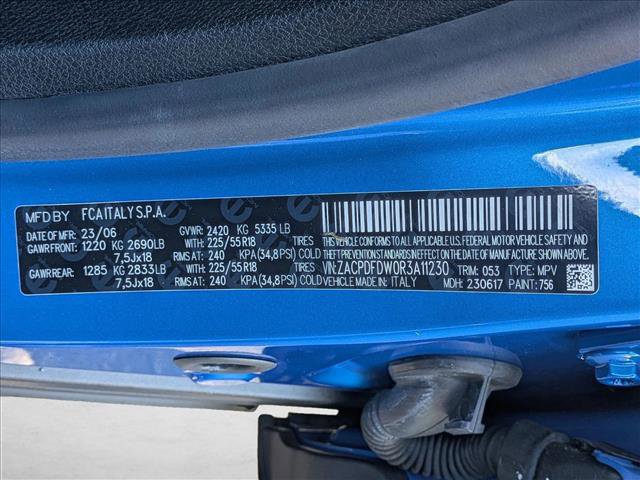 MFD BY FCA ITALY S.P.A.
DATE OF MFR 23/06 GVWR: 2420 KG 5335 LB
GAWR FRONT: 1220 KG 2690LB WITH: 225/55R18 TIRES
7,5Jx18 RIMS AT: 240 KPA (34,8PSI) COLD
GAWR REAR: 1285 KG 2833LB WITH: 225/55R18 TIRES
7,5Jx18 RIMS AT: 240 KPA (34,8PSI) COLD
THIS VEHICLE CONFORMS TO ALL APPLICABLE U.S. FEDERAL MOTOR VEHICLE
SAFETY, BUMPER, AND THEFT PREVENTION STANDARDS IN EFFECT ON THE DATE OF
MANUFACTURE SHOWN ABOVE.
VIN:ZACPDFDW0R3A11230 TRIM: 053 TYPE: MPV
VEHICLE MADE IN: ITALY MDH: 230617 PAINT: 756